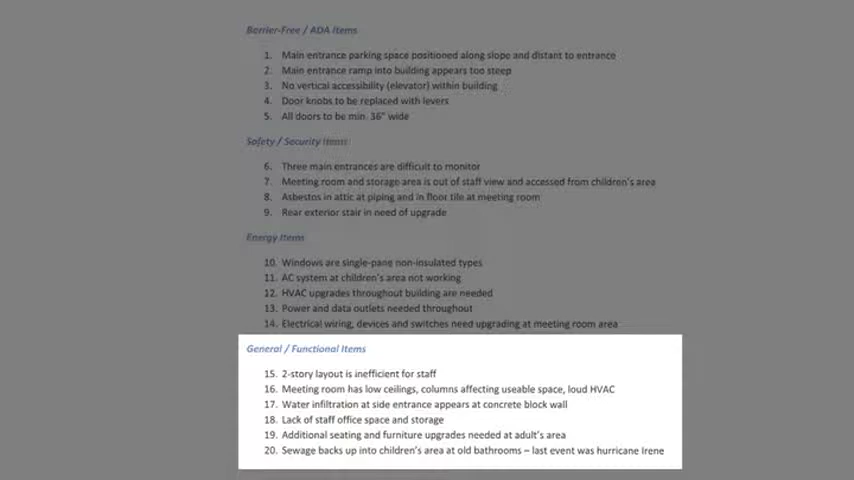 Barrier-Free / ADA Items
1. Main entrance parking space positioned along slope and distant to entrance
2. Main entrance ramp into building appears too steep
3. No vertical accessibility (elevator) within building
4. Door knobs to be replaced with levers
5. All doors to be min. 36" wide
Safety / Security Items
6. Three main entrances are difficult to monitor
7. Meeting room and storage area is out of staff view and accessed from children's area
8. Asbestos in attic at piping and in floor tile at meeting room
9. Rear exterior stair in need of upgrade
Energy Items
10. Windows are single-pane non-insulated types
11. AC system at children's area not working
12. HVAC upgrades throughout building are needed
13. Power and data outlets needed throughout
14. Electrical wiring, devices and switches need upgrading at meeting room area
General / Functional Items
15. 2-story layout is inefficient for staff
16. Meeting room has low ceilings, columns affecting useable space, loud HVAC
17. Water infiltration at side entrance appears at concrete block wall
18. Lack of staff office space and storage
19. Additional seating and furniture upgrades needed at adult's area
20. Sewage backs up into children's area at old bathrooms – last event was hurricane Irene